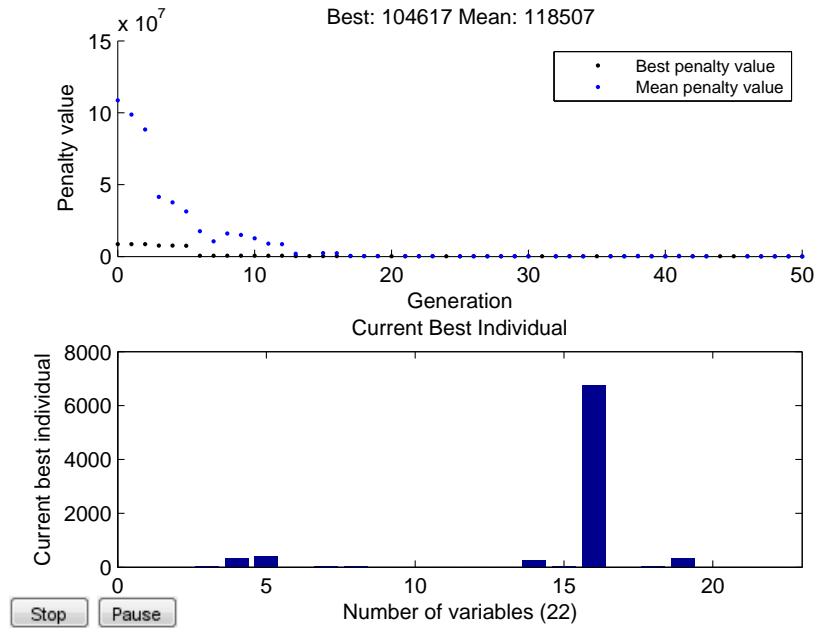 Best: 104617 Mean: 118507
x 10^7
15
10
5
0
Penalty value
Best penalty value
Mean penalty value
0 10 20 30 40 50
Generation
Current Best Individual
8000
6000
4000
2000
0
Current best individual
0 5 10 15 20
Number of variables (22)
Stop
Pause